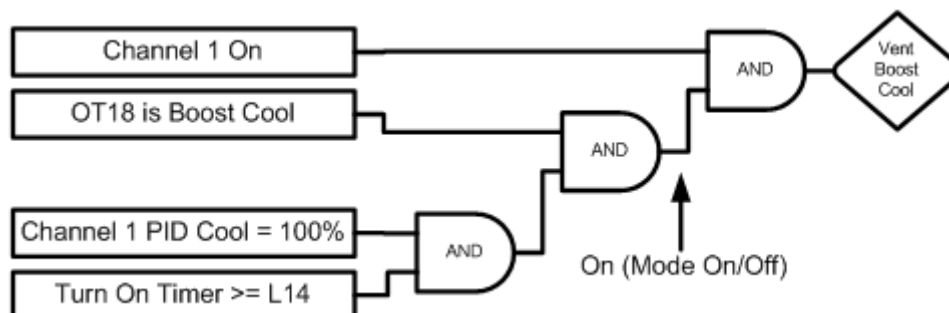 Channel 1 On
AND
Vent
Boost
Cool
OT18 is Boost Cool
AND
Channel 1 PID Cool = 100%
AND
On (Mode On/Off)
Turn On Timer >= L14